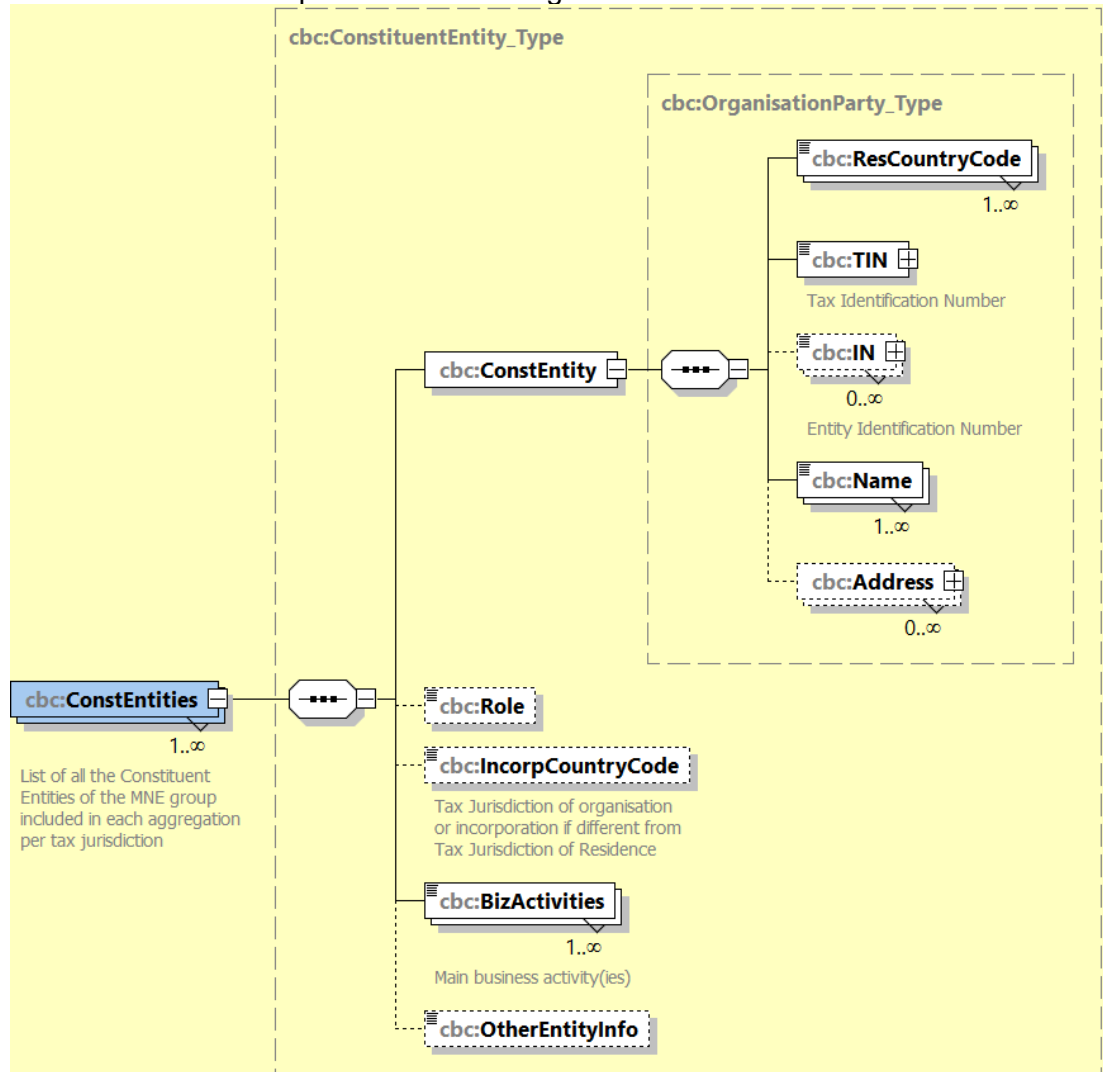 cbc:ConstituentEntity_Type
cbc:OrganisationParty_Type
cbc:ResCountryCode
1..∞
cbc:TIN
Tax Identification Number
cbc:IN
0..∞
Entity Identification Number
cbc:Name
1..∞
cbc:Address
0..∞
cbc:ConstEntity
cbc:ConstEntities
1..∞
List of all the Constituent
Entities of the MNE group
included in each aggregation
per tax jurisdiction
cbc:Role
cbc:IncorpCountryCode
Tax Jurisdiction of organisation
or incorporation if different from
Tax Jurisdiction of Residence
cbc:BizActivities
1..∞
Main business activity(ies)
cbc:OtherEntityInfo